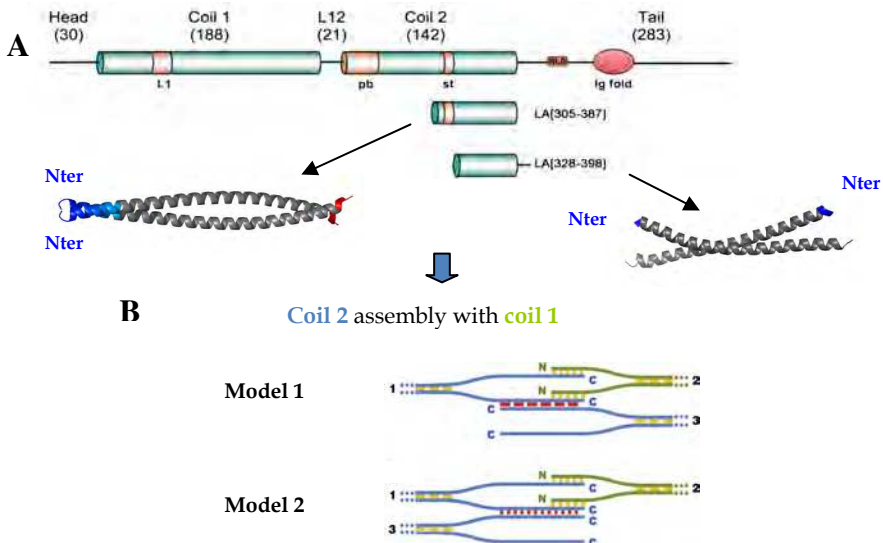 Head Coil 1 L12 Coil 2 Tail
(30) (188) (21) (142) (283)
A
L1 pb st NLS Ig fold
LA[305-387]
LA[328-398]
Nter
Nter
Nter
Nter
B
Coil 2 assembly with coil 1
Model 1
N
1 C 2
N
C
C
3
C
Model 2
N
1 C 2
N
C
C
3
C